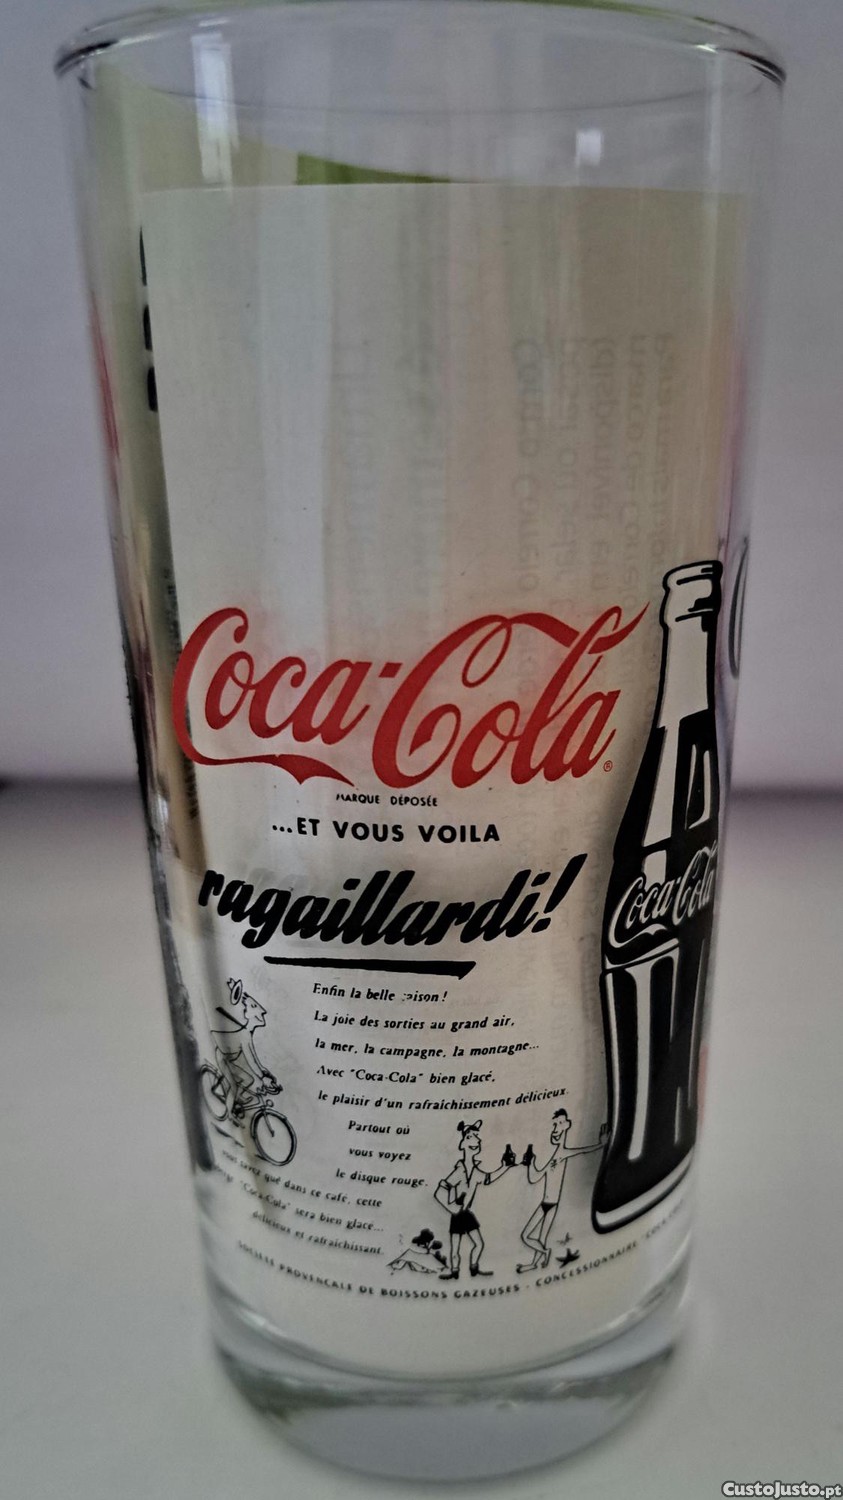 Coca-Cola
MARQUE DÉPOSÉE
...ET VOUS VOILA
ragaillardi!
Coca-Cola
Enfin la belle saison!
La joie des sorties au grand air,
la mer, la campagne, la montagne...
Avec "Coca-Cola" bien glacé,
le plaisir d'un rafraichissement délicieux.
Partout où
vous voyez
le disque rouge,
vous savez que dans ce café, cette
"Coca-Cola" sera bien glacé...
délicieux et rafraichissant.
SOCIÉTÉ PROVENCALE DE BOISSONS GAZEUSES - CONCESSIONNAIRE
CustoJusto.pt